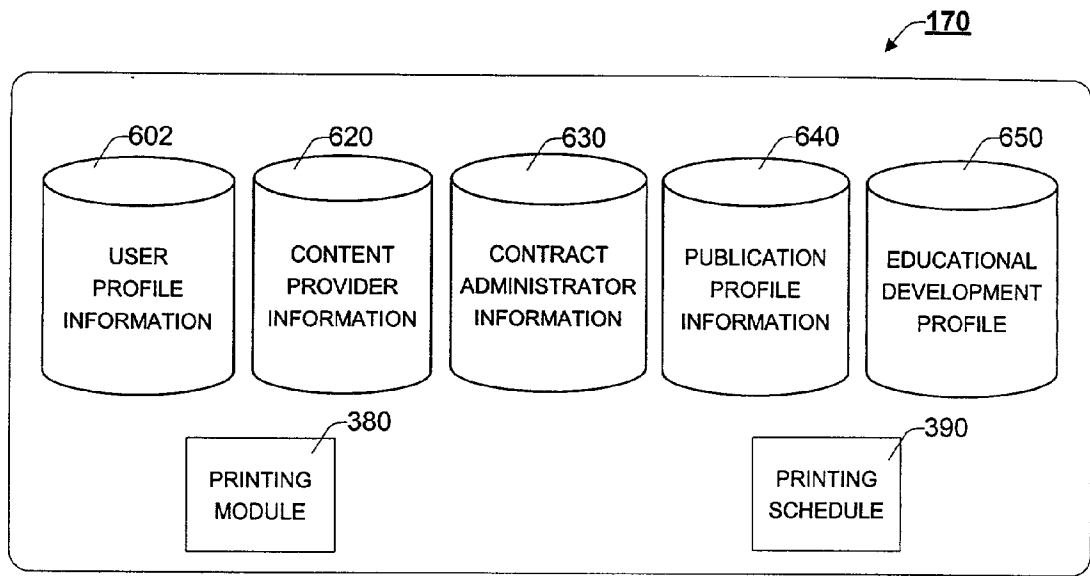 170
602
620
630
640
650
USER
PROFILE
INFORMATION
CONTENT
PROVIDER
INFORMATION
CONTRACT
ADMINISTRATOR
INFORMATION
PUBLICATION
PROFILE
INFORMATION
EDUCATIONAL
DEVELOPMENT
PROFILE
380
PRINTING
MODULE
390
PRINTING
SCHEDULE